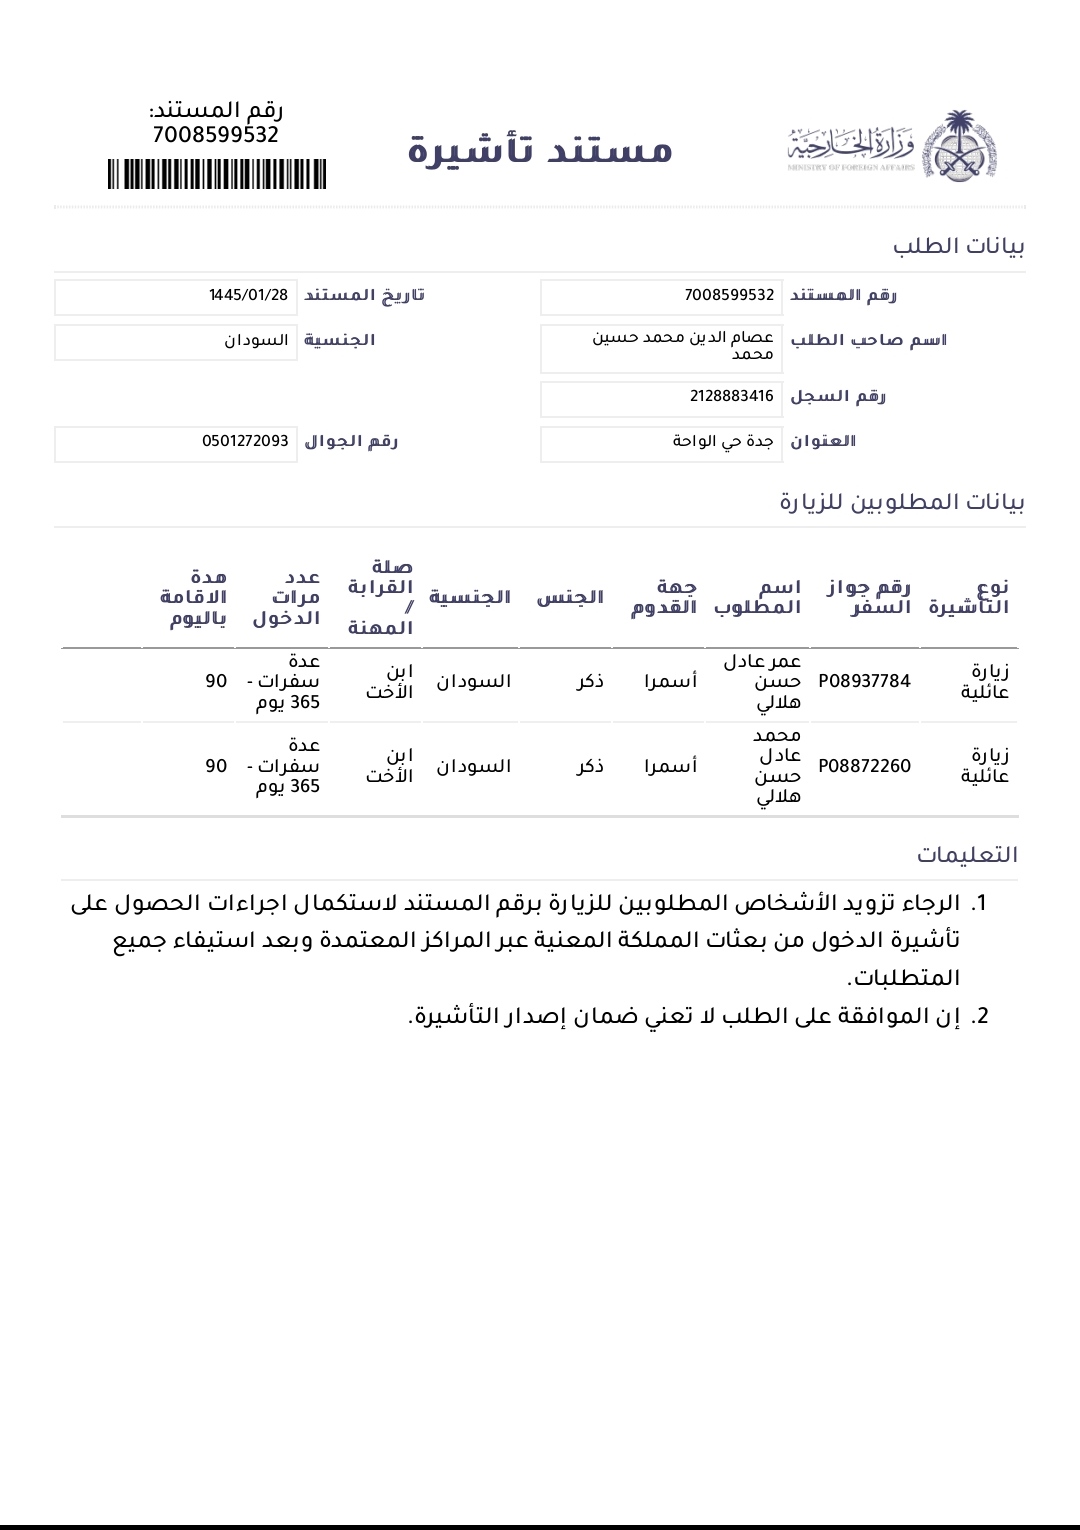 وزارة الخارجية
MINISTRY OF FOREIGN AFFAIRS
مستند تأشيرة
رقم المستند:
7008599532
بيانات الطلب
رقم المستند 7008599532 تاريخ المستند 1445/01/28
اسم صاحب الطلب عصام الدين محمد حسين الجنسية السودان
محمد
رقم السجل 2128883416
العنوان جدة حي الواحة رقم الجوال 0501272093
بيانات المطلوبين للزيارة
نوع التأشيرة
رقم جواز السفر
اسم المطلوب
جهة القدوم
الجنس
الجنسية
صلة القرابة / المهنة
عدد مرات الدخول
مدة الاقامة باليوم
زيارة عائلية
P08937784
عمر عادل حسن هلالي
أسمرا
ذكر
السودان
ابن الأخت
عدة سفرات - 365 يوم
90
زيارة عائلية
P08872260
محمد عادل حسن هلالي
أسمرا
ذكر
السودان
ابن الأخت
عدة سفرات - 365 يوم
90
التعليمات
1. الرجاء تزويد الأشخاص المطلوبين للزيارة برقم المستند لاستكمال اجراءات الحصول على
تأشيرة الدخول من بعثات المملكة المعنية عبر المراكز المعتمدة وبعد استيفاء جميع
المتطلبات.
2. إن الموافقة على الطلب لا تعني ضمان إصدار التأشيرة.